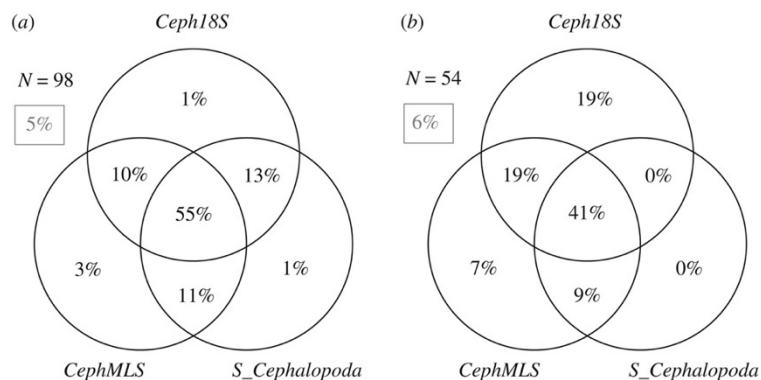 (a)
Ceph18S
N = 98
5%
1%
10%
13%
55%
3%
1%
11%
CephMLS
S_Cephalopoda
(b)
Ceph18S
N = 54
6%
19%
19%
0%
41%
7%
0%
9%
CephMLS
S_Cephalopoda